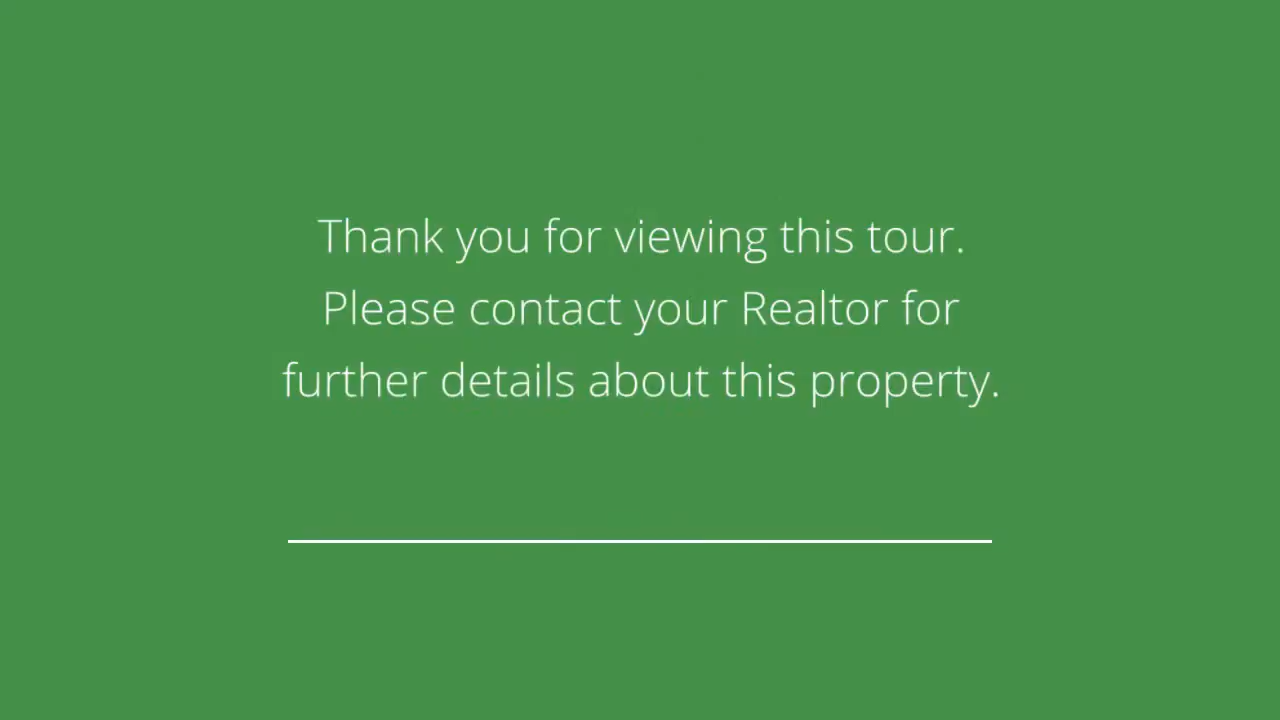 Thank you for viewing this tour.
Please contact your Realtor for
further details about this property.